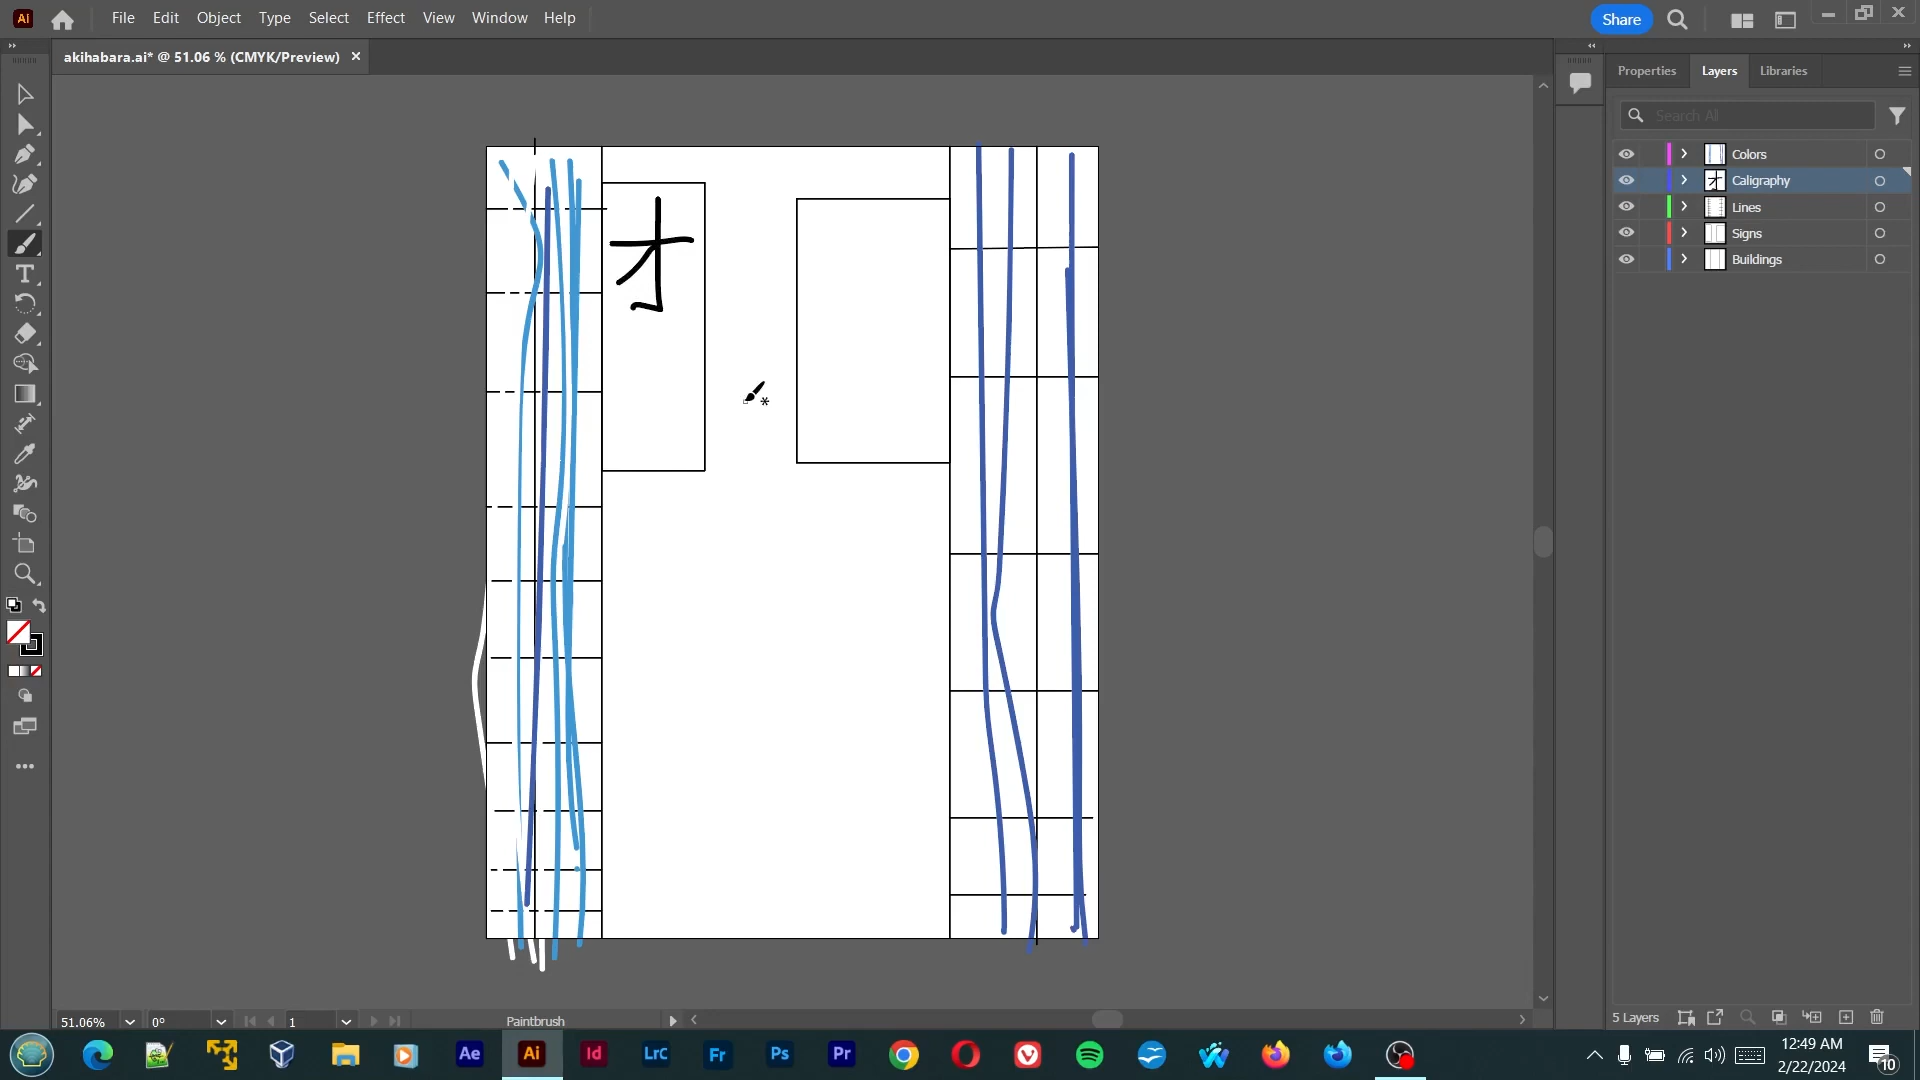 Ai File Edit Object Type Select Effect View Window Help Share
akihabara.ai* @ 51.06 % (CMYK/Preview) ×
Properties Layers Libraries
Search All
Colors
Caligraphy
Lines
Signs
Buildings
オ
5 Layers
51.06% 0° 1 Paintbrush
Ae Ai Id LrC Fr Ps Pr
12:49 AM
2/22/2024
10